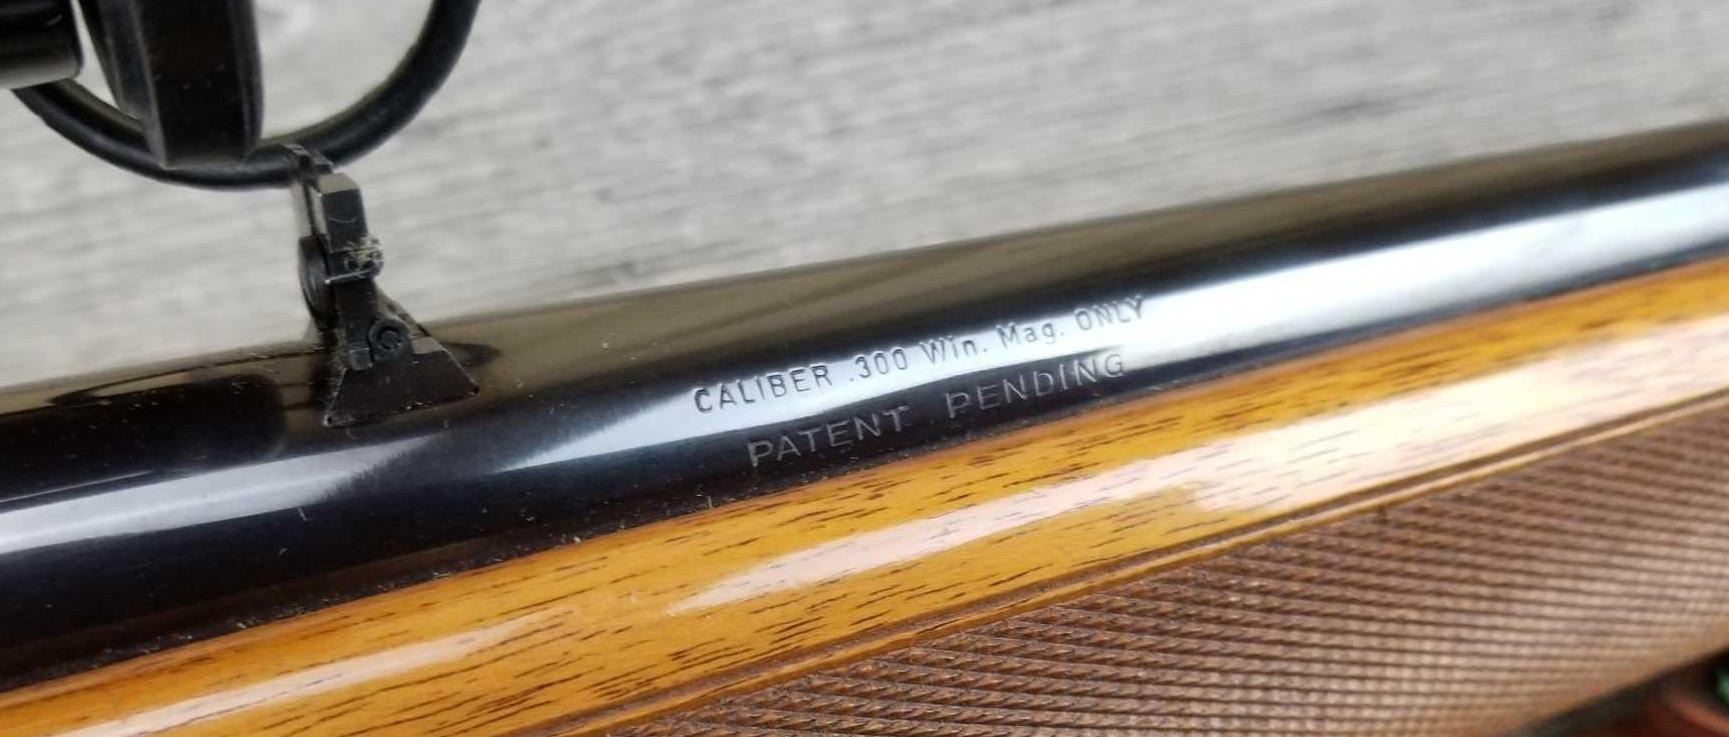 CALIBER .300 Win. Mag. ONLY
PATENT PENDING